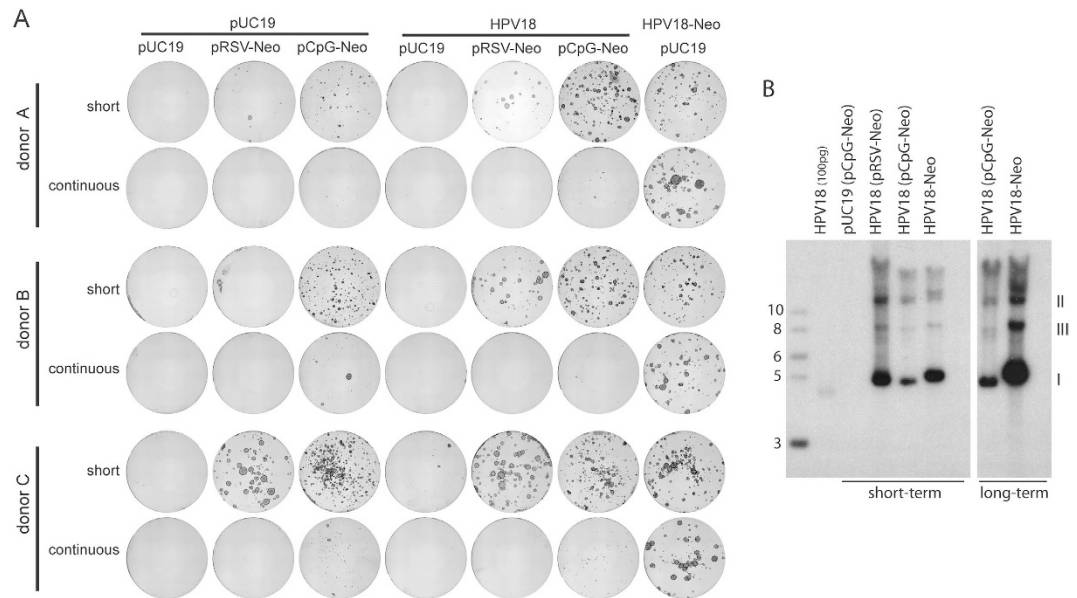 A
pUC19 HPV18 HPV18-Neo
pUC19 pRSV-Neo pCpG-Neo pUC19 pRSV-Neo pCpG-Neo pUC19
donor A
short
continuous
donor B
short
continuous
donor C
short
continuous
B
HPV18 (100pg)
pUC19 (pCpG-Neo)
HPV18 (pRSV-Neo)
HPV18 (pCpG-Neo)
HPV18-Neo
HPV18 (pCpG-Neo)
HPV18-Neo
10
8
6
5
3
II
III
I
short-term long-term